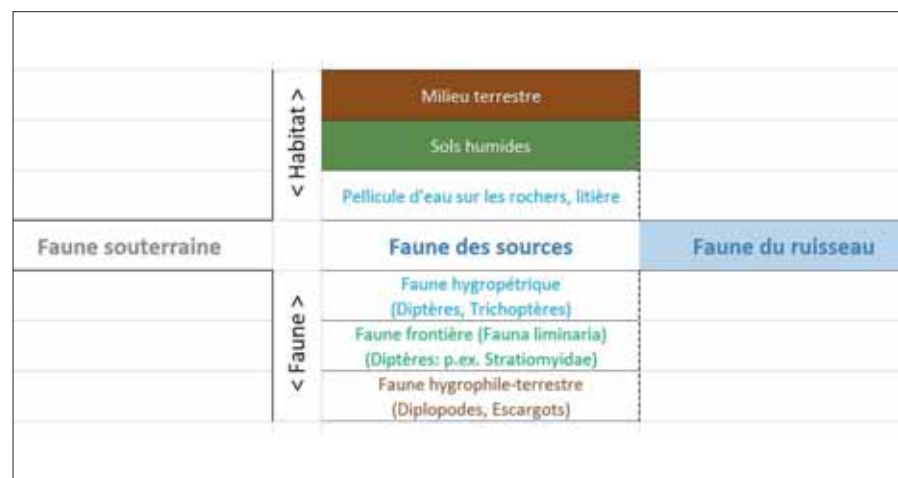 < Habitat >
Milieu terrestre
Sols humides
Pellicule d'eau sur les rochers, litière
Faune souterraine
Faune des sources
Faune du ruisseau
< Faune >
Faune hygropétrique
(Diptères, Trichoptères)
Faune frontière (Fauna liminaria)
(Diptères: p.ex. Stratiomyidae)
Faune hygrophile-terrestre
(Diplopodes, Escargots)